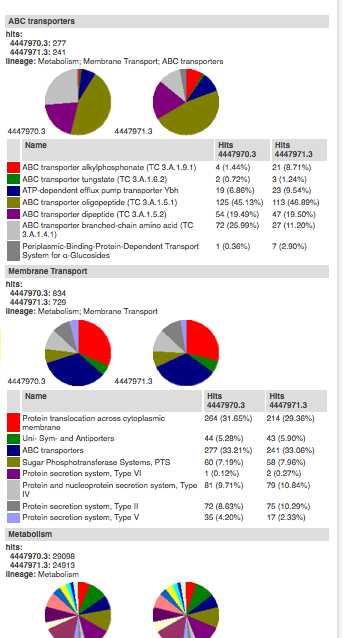 ABC transporters
hits:
4447970.3: 277
4447971.3: 241
lineage: Metabolism; Membrane Transport; ABC transporters
4447970.3 4447971.3
Name Hits 4447970.3 Hits 4447971.3
ABC transporter alkylphosphonate (TC 3.A.1.9.1) 4 (1.44%) 21 (8.71%)
ABC transporter tungstate (TC 3.A.1.6.2) 2 (0.72%) 3 (1.24%)
ATP-dependent efflux pump transporter Ybh 19 (6.86%) 23 (9.54%)
ABC transporter oligopeptide (TC 3.A.1.5.1) 125 (45.13%) 113 (46.89%)
ABC transporter dipeptide (TC 3.A.1.5.2) 54 (19.49%) 47 (19.50%)
ABC transporter branched-chain amino acid (TC 72 (25.99%) 27 (11.20%)
3.A.1.4.1)
Periplasmic-Binding-Protein-Dependent Transport 1 (0.36%) 7 (2.90%)
System for α-Glucosides
Membrane Transport
hits:
4447970.3: 834
4447971.3: 729
lineage: Metabolism; Membrane Transport
4447970.3 4447971.3
Name Hits 4447970.3 Hits 4447971.3
Protein translocation across cytoplasmic 264 (31.65%) 214 (29.36%)
membrane
Uni- Sym- and Antiporters 44 (5.28%) 43 (5.90%)
ABC transporters 277 (33.21%) 241 (33.06%)
Sugar Phosphotransferase Systems, PTS 60 (7.19%) 58 (7.96%)
Protein secretion system, Type VI 1 (0.12%) 2 (0.27%)
Protein and nucleoprotein secretion system, Type 81 (9.71%) 79 (10.84%)
IV
Protein secretion system, Type II 72 (8.63%) 75 (10.29%)
Protein secretion system, Type V 35 (4.20%) 17 (2.33%)
Metabolism
hits:
4447970.3: 29098
4447971.3: 24913
lineage: Metabolism